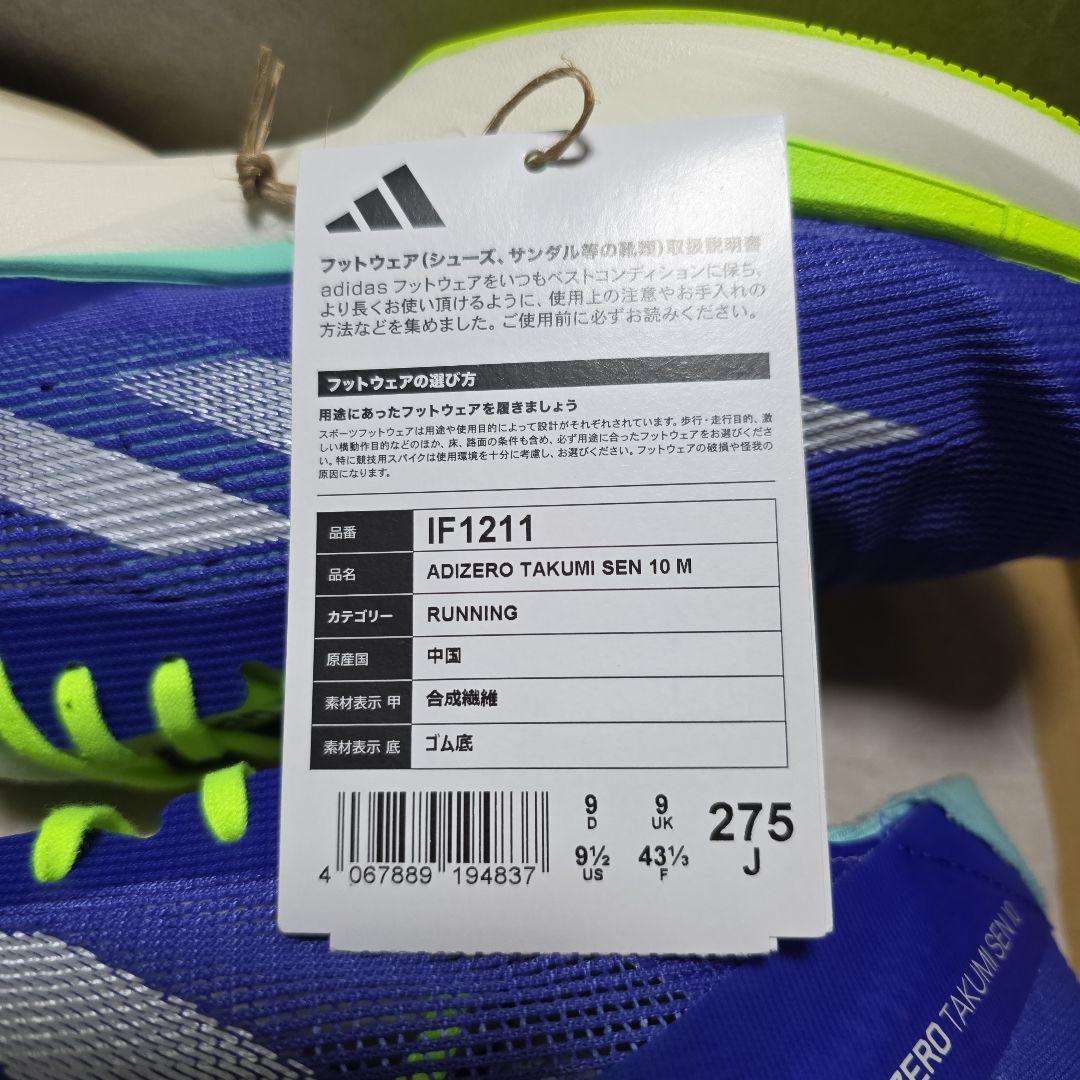 フットウェア(シューズ、サンダル等の靴類)取扱説明書
adidas フットウェアをいつもベストコンディションに保ち、
より長くお使い頂けるように、使用上の注意やお手入れの
方法などを集めました。ご使用前に必ずお読みください。
フットウェアの選び方
用途にあったフットウェアを履きましょう
スポーツフットウェアは用途や使用目的によって設計がそれぞれされています。歩行・走行目的、激
しい横動作目的などのほか、床、路面の条件も含め、必ず用途に合ったフットウェアをお選びくださ
い。特に競技用スパイクは使用環境を十分に考慮し、お選びください。フットウェアの破損や怪我の
原因になります。
品番 IF1211
品名 ADIZERO TAKUMI SEN 10 M
カテゴリー RUNNING
原産国 中国
素材表示 甲 合成繊維
素材表示 底 ゴム底
4 067889 194837
9 D 9 UK
9½ US 43⅓ F
275 J
ZERO TAKUMI SEN 10